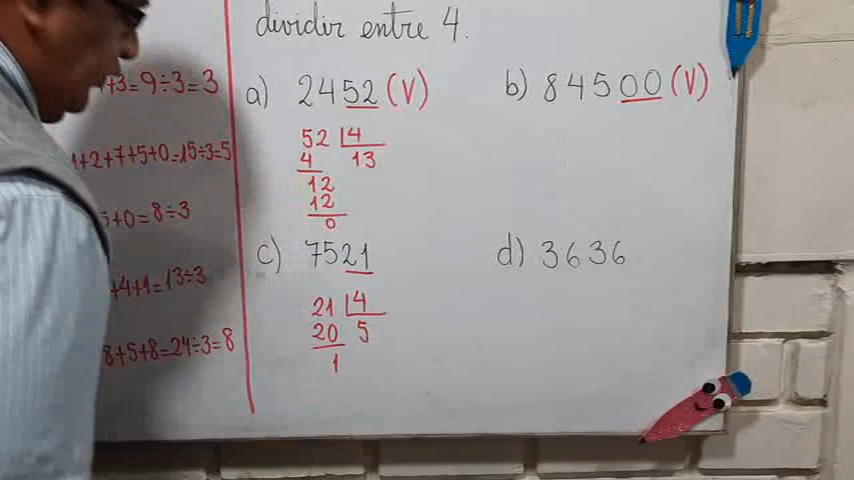 dividir entre 4.
+3=9÷3=3
1+2+7+5+0=15÷3=5
5+0=8÷3
+4+1=13÷3
8+5+8=24÷3=8
a) 2452 (V)
52 4
4 13
12
12
0
b) 84500 (V)
c) 7521
21 4
20 5
1
d) 3636